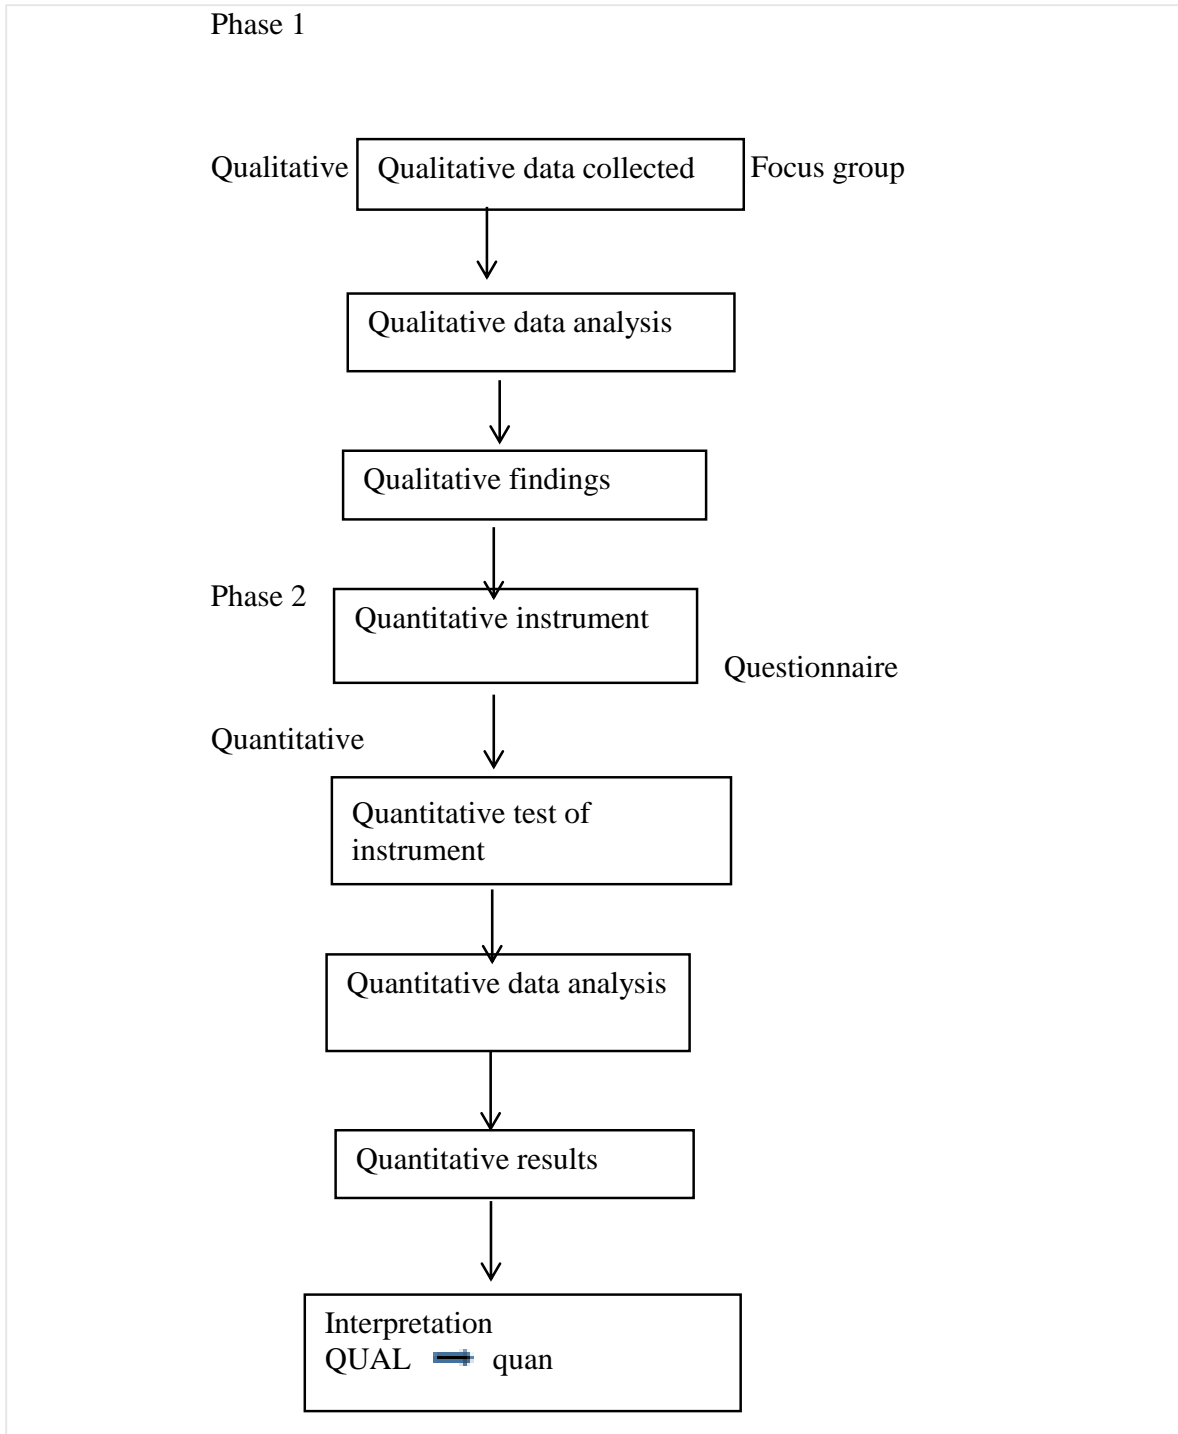 Phase 1
Qualitative
Qualitative data collected
Focus group
Qualitative data analysis
Qualitative findings
Phase 2
Quantitative instrument
Questionnaire
Quantitative
Quantitative test of
instrument
Quantitative data analysis
Quantitative results
Interpretation
QUAL quan